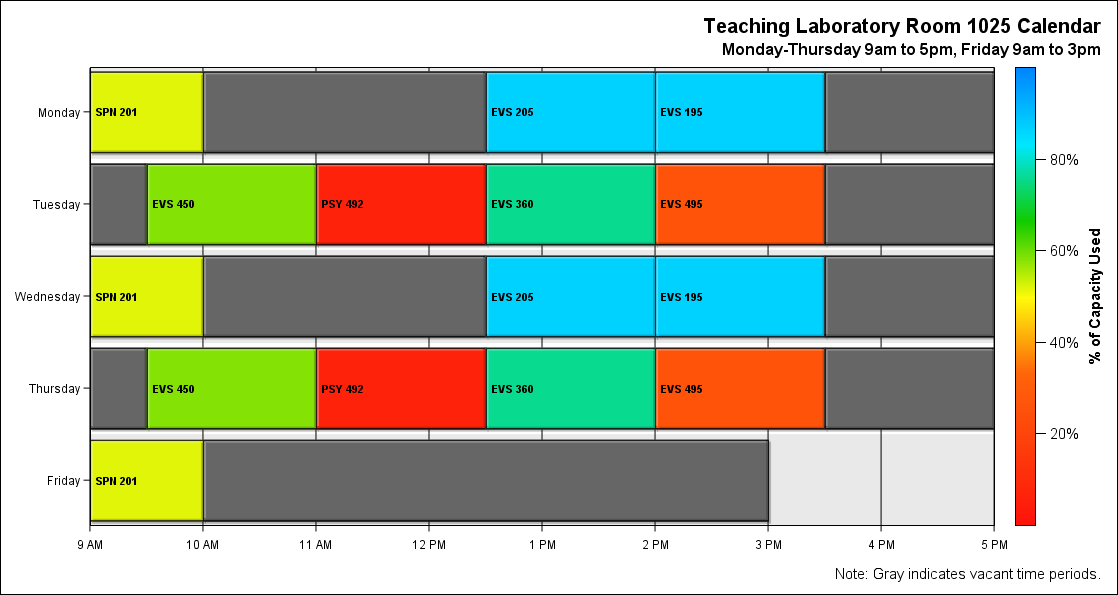 Teaching Laboratory Room 1025 Calendar
Monday-Thursday 9am to 5pm, Friday 9am to 3pm
Monday
SPN 201
EVS 205
EVS 195
Tuesday
EVS 450
PSY 492
EVS 360
EVS 495
Wednesday
SPN 201
EVS 205
EVS 195
Thursday
EVS 450
PSY 492
EVS 360
EVS 495
Friday
SPN 201
9 AM
10 AM
11 AM
12 PM
1 PM
2 PM
3 PM
4 PM
5 PM
80%
60%
40%
20%
% of Capacity Used
Note: Gray indicates vacant time periods.